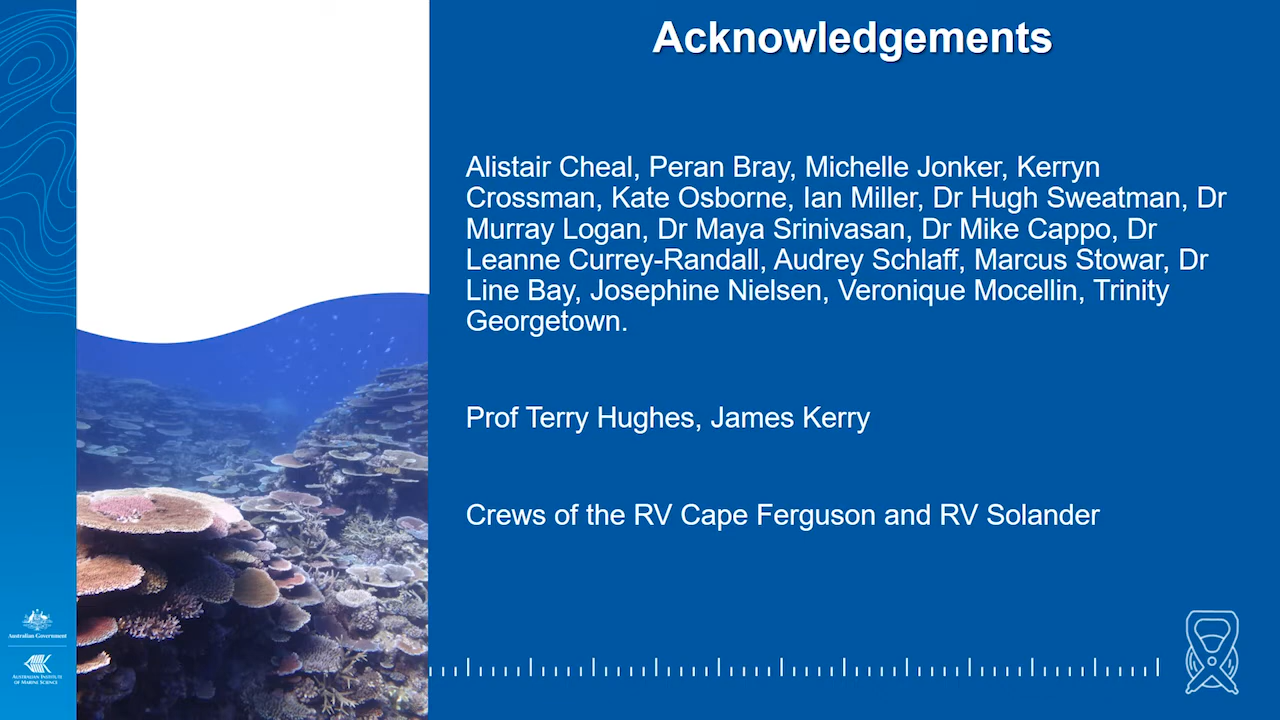 Acknowledgements
Alistair Cheal, Peran Bray, Michelle Jonker, Kerryn
Crossman, Kate Osborne, Ian Miller, Dr Hugh Sweatman, Dr
Murray Logan, Dr Maya Srinivasan, Dr Mike Cappo, Dr
Leanne Currey-Randall, Audrey Schlaff, Marcus Stowar, Dr
Line Bay, Josephine Nielsen, Veronique Mocellin, Trinity
Georgetown.
Prof Terry Hughes, James Kerry
Crews of the RV Cape Ferguson and RV Solander
Australian Government
AUSTRALIAN INSTITUTE
OF MARINE SCIENCE